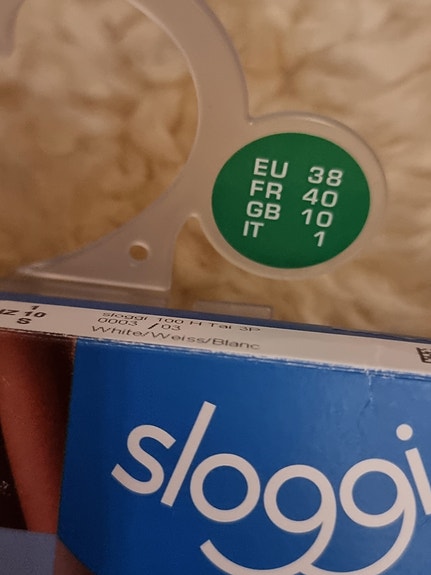 EU 38
FR 40
GB 10
IT 1
1
NZ 10
S
sloggi 100 H Tai 3P
0003 / 03
White/Weiss/Blanc
sloggi